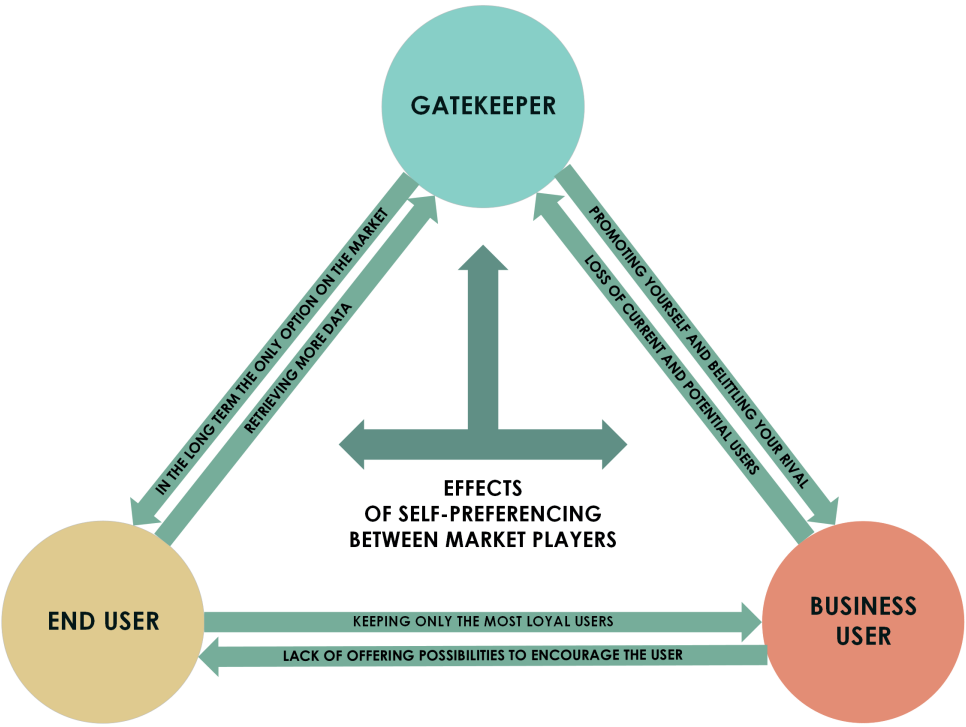 GATEKEEPER
IN THE LONG TERM THE ONLY OPTION ON THE MARKET
RETRIEVING MORE DATA
PROMOTING YOURSELF AND BELITTLING YOUR RIVAL
LOSS OF CURRENT AND POTENTIAL USERS
EFFECTS
OF SELF-PREFERENCING
BETWEEN MARKET PLAYERS
END USER
BUSINESS
USER
KEEPING ONLY THE MOST LOYAL USERS
LACK OF OFFERING POSSIBILITIES TO ENCOURAGE THE USER